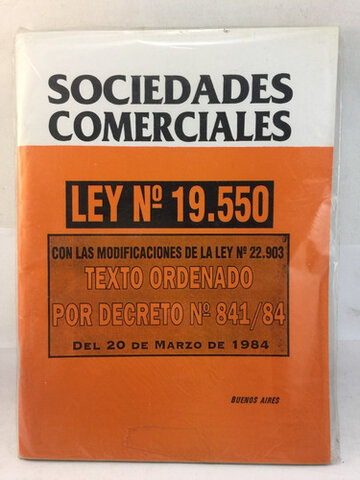 SOCIEDADES
COMERCIALES
LEY Nº 19.550
CON LAS MODIFICACIONES DE LA LEY Nº 22.903
TEXTO ORDENADO
POR DECRETO Nº 841/84
DEL 20 DE MARZO DE 1984
BUENOS AIRES